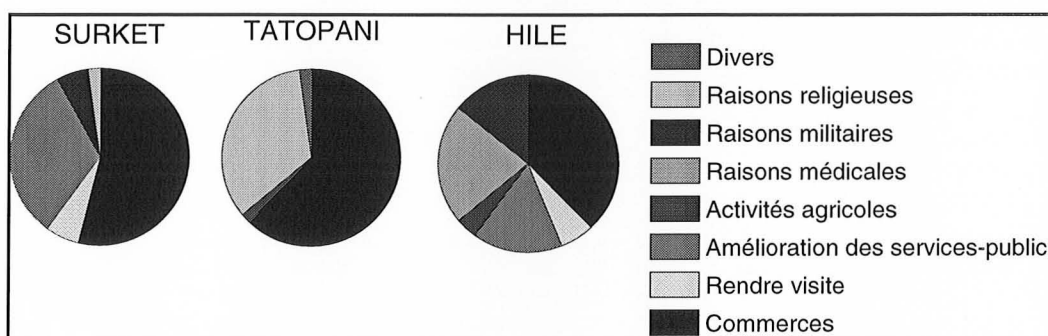 SURKET
TATOPANI
HILE
Divers
Raisons religieuses
Raisons militaires
Raisons médicales
Activités agricoles
Amélioration des services-public
Rendre visite
Commerces